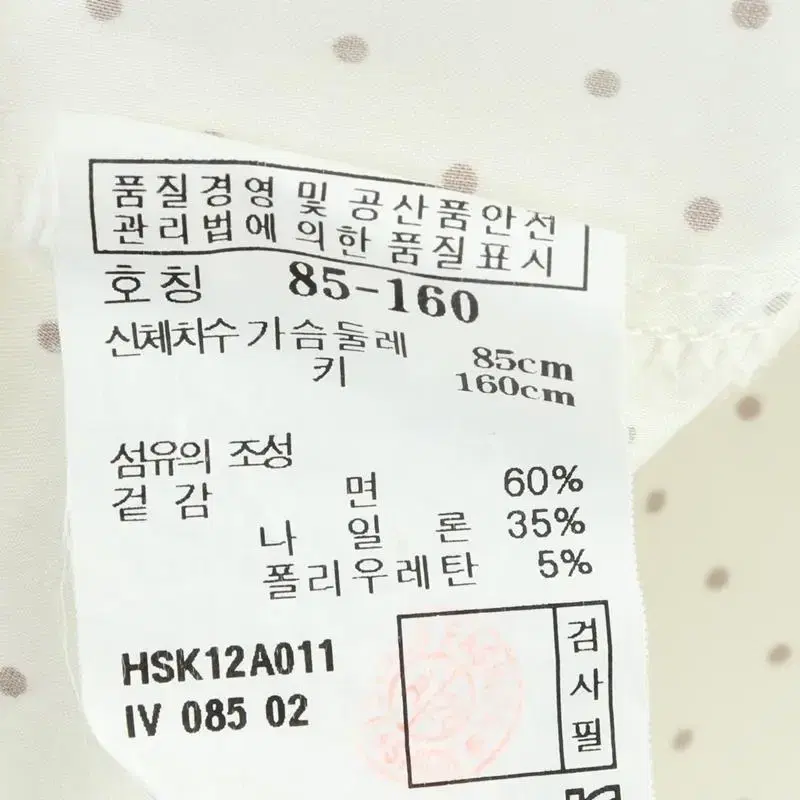 품질경영 및 공산품안전
관리법에 의한 품질표시
호칭 85-160
신체치수 가슴둘레 85cm
키 160cm
섬유의 조성
겉감 면 60%
나일론 35%
폴리우레탄 5%
HSK12A011
IV 085 02
검사필